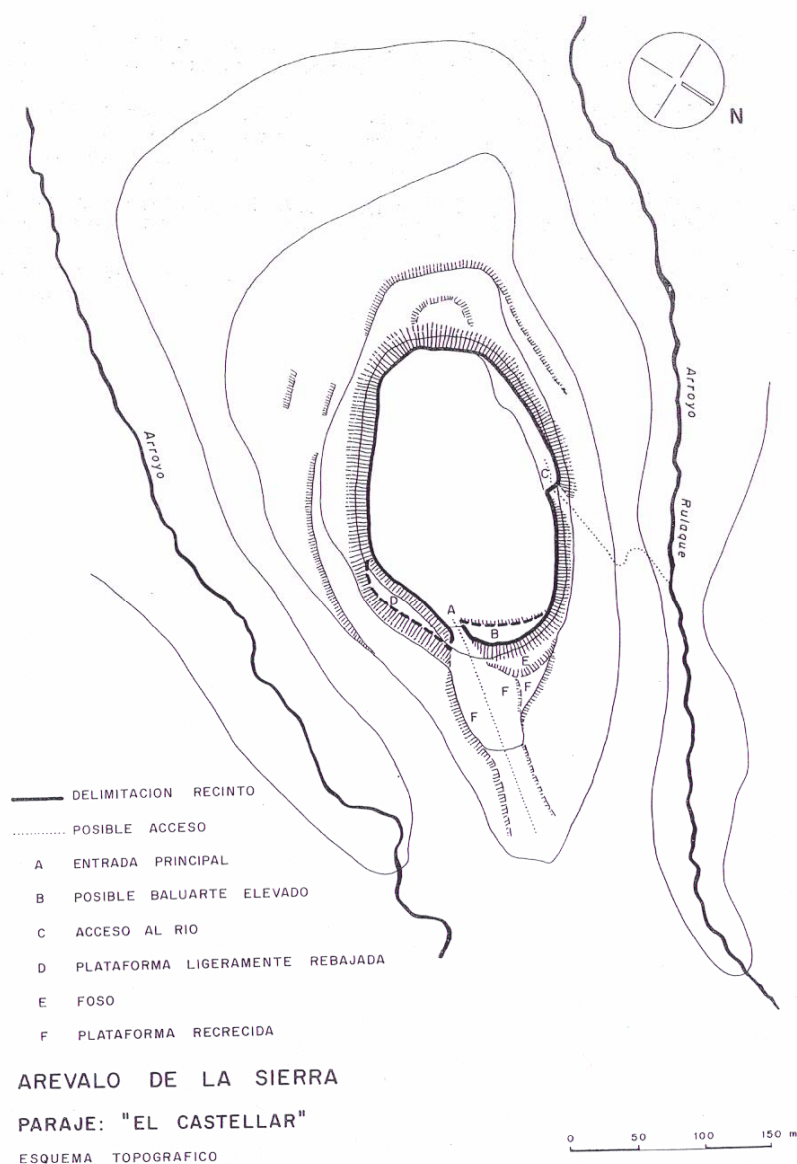 N
Arroyo
Arroyo
Rulaque
C
A
D
B
E
F
F
F
DELIMITACION RECINTO
POSIBLE ACCESO
A ENTRADA PRINCIPAL
B POSIBLE BALUARTE ELEVADO
C ACCESO AL RIO
D PLATAFORMA LIGERAMENTE REBAJADA
E FOSO
F PLATAFORMA RECRECIDA
AREVALO DE LA SIERRA
PARAJE: "EL CASTELLAR"
ESQUEMA TOPOGRAFICO
0 50 100 150 m